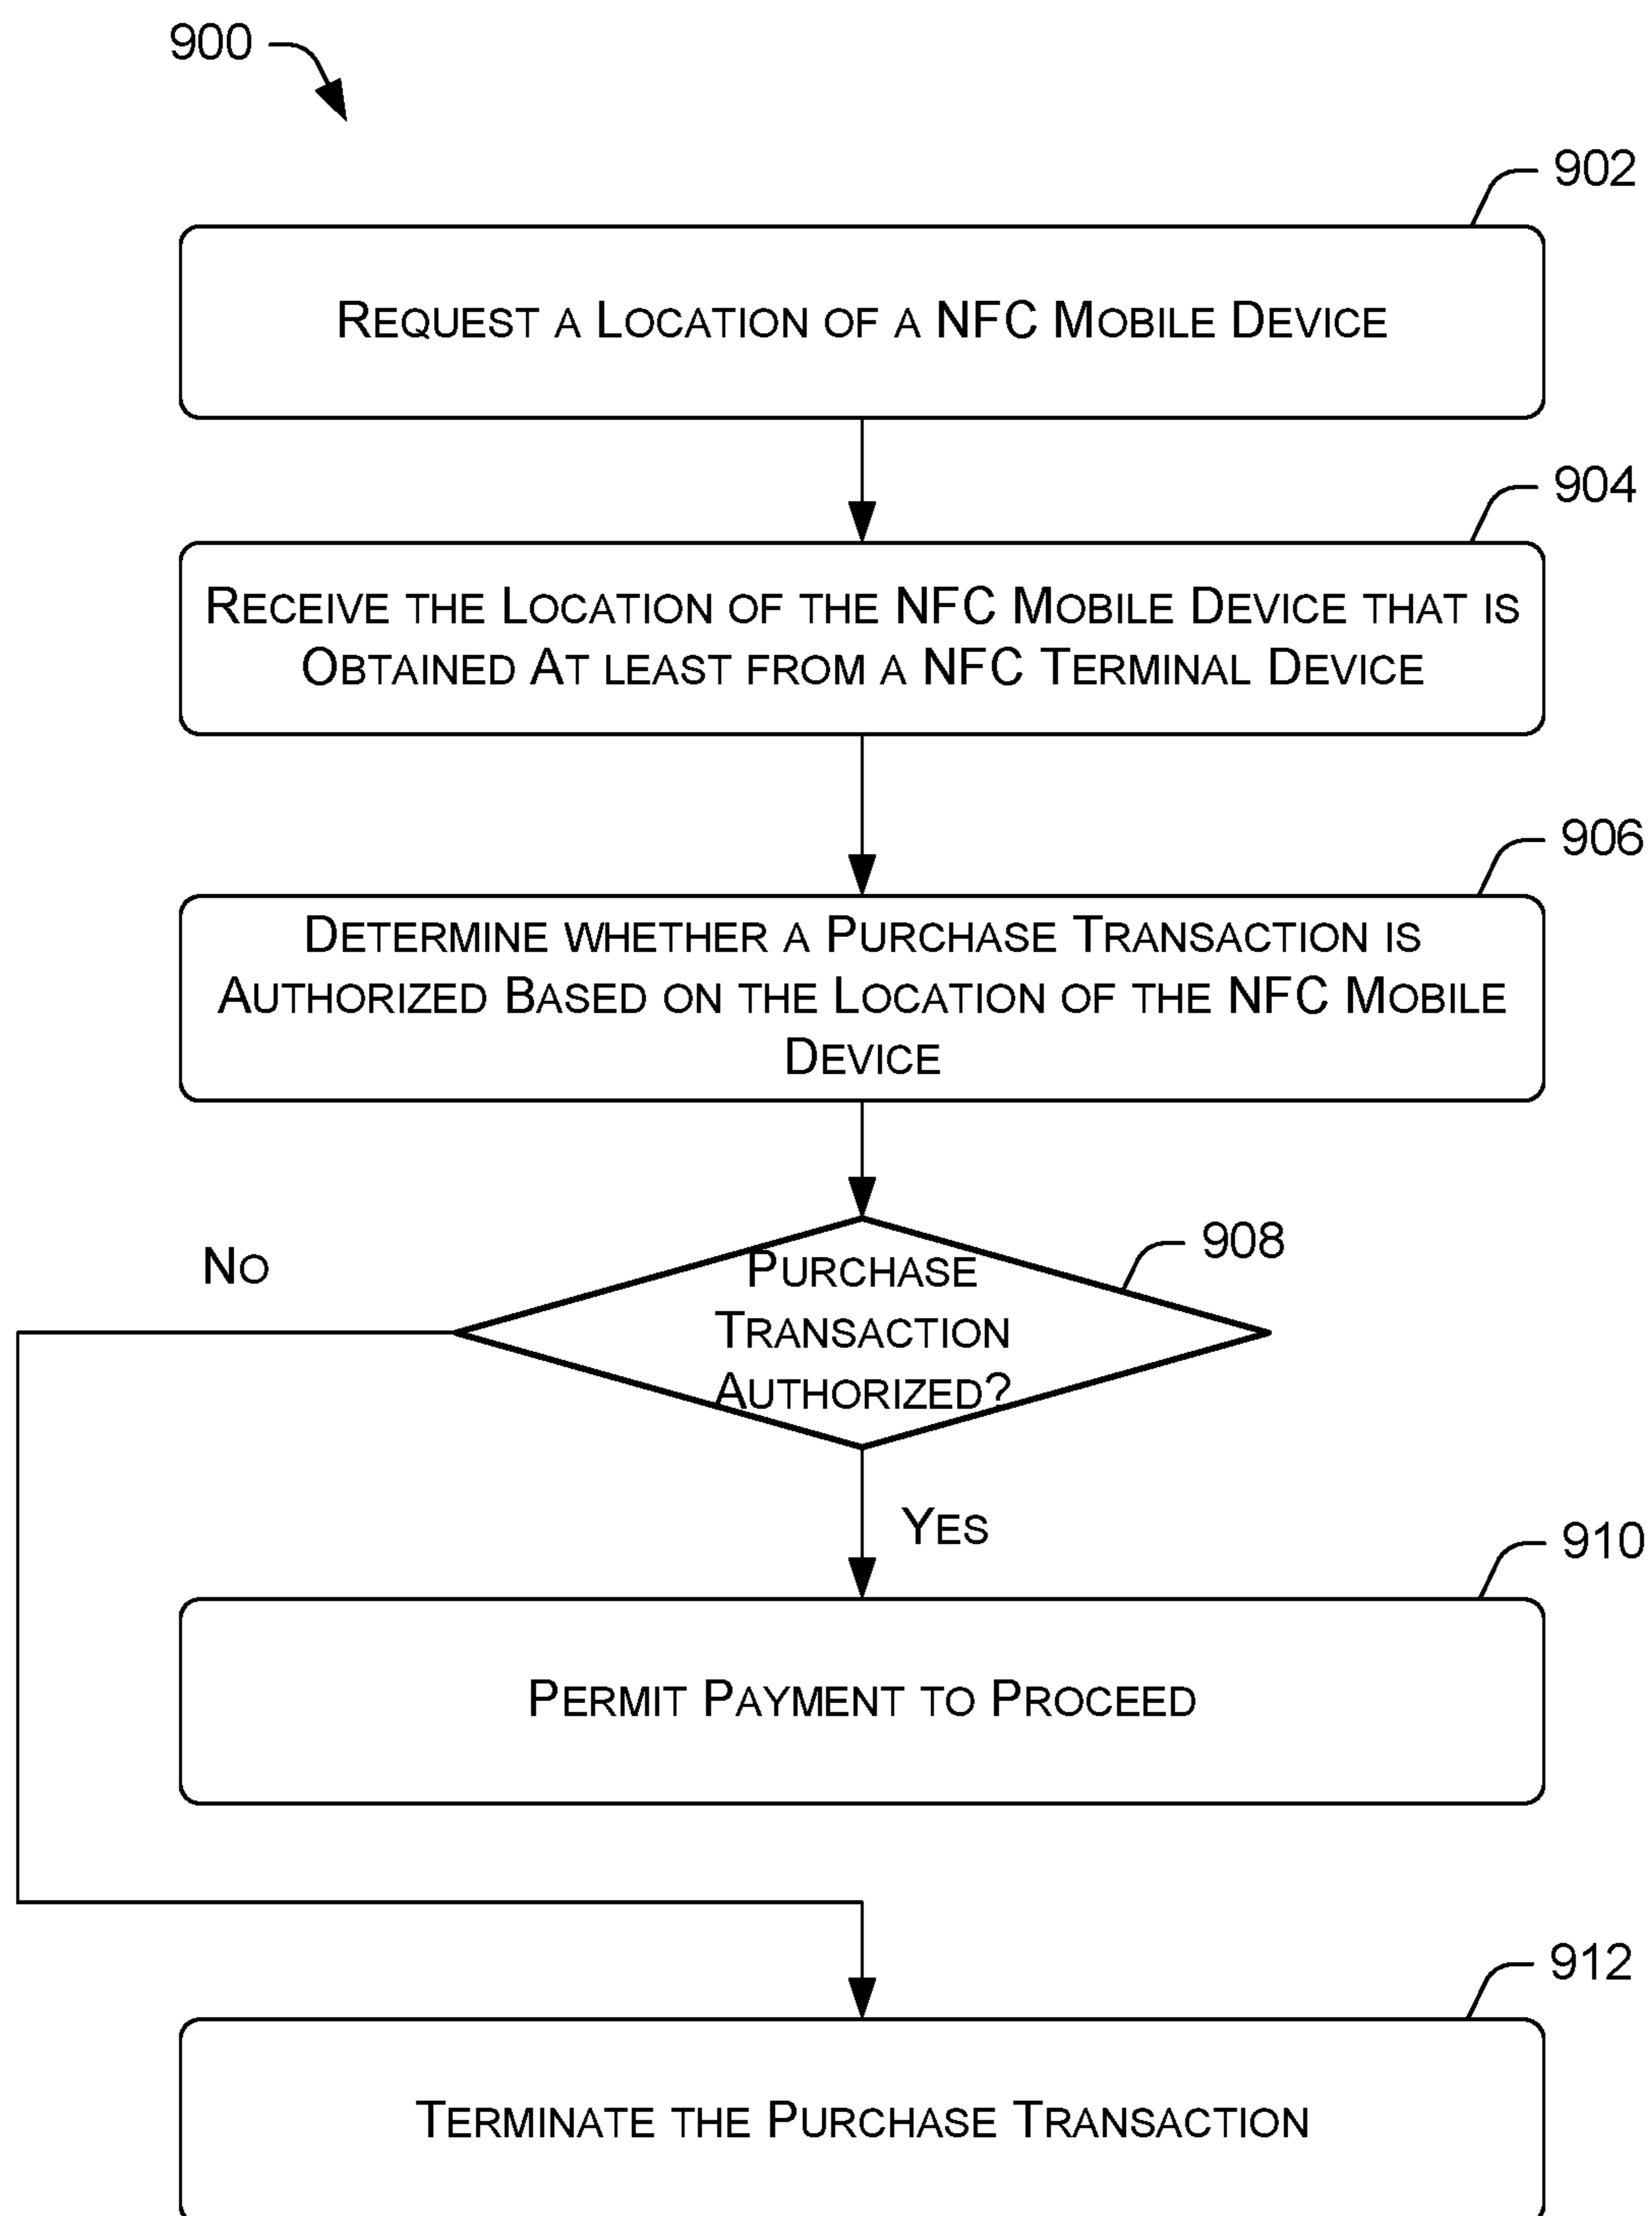 900
902
REQUEST A LOCATION OF A NFC MOBILE DEVICE
904
RECEIVE THE LOCATION OF THE NFC MOBILE DEVICE THAT IS
OBTAINED AT LEAST FROM A NFC TERMINAL DEVICE
906
DETERMINE WHETHER A PURCHASE TRANSACTION IS
AUTHORIZED BASED ON THE LOCATION OF THE NFC MOBILE
DEVICE
908
NO
PURCHASE
TRANSACTION
AUTHORIZED?
YES
910
PERMIT PAYMENT TO PROCEED
912
TERMINATE THE PURCHASE TRANSACTION